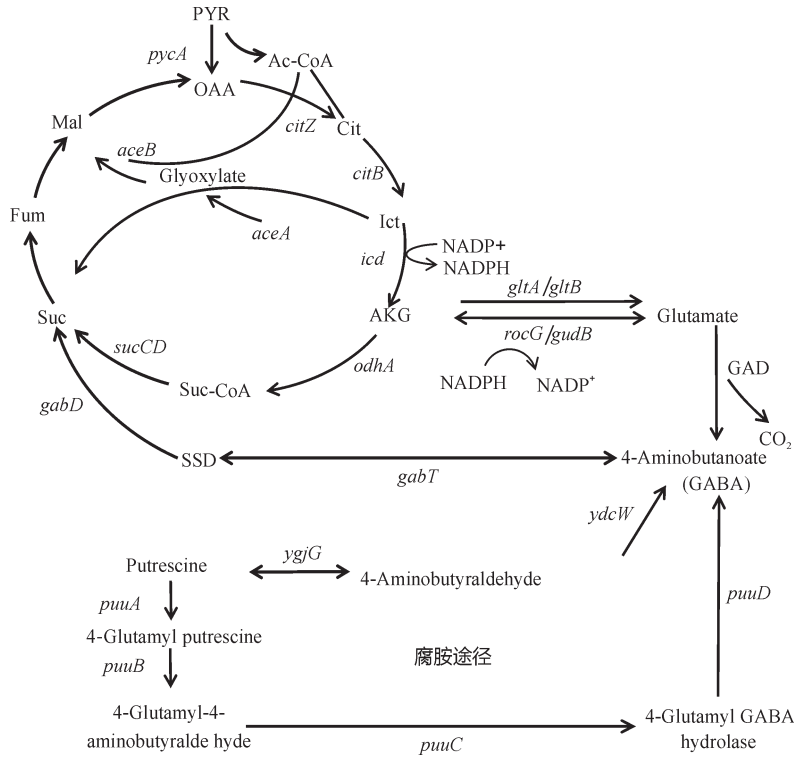 PYR
pycA
Ac-CoA
OAA
Mal
citZ
Cit
aceB
citB
Glyoxylate
Fum
Ict
aceA
icd
NADP+
NADPH
gltA/gltB
Suc
AKG
Glutamate
rocG/gudB
sucCD
odhA
GAD
NADPH
NADP+
Suc-CoA
gabD
CO2
SSD
4-Aminobutanoate
(GABA)
gabT
ydcW
Putrescine
ygjG
4-Aminobutyraldehyde
puuA
puuD
4-Glutamyl putrescine
腐胺途径
puuB
4-Glutamyl-4-
aminobutyralde hyde
4-Glutamyl GABA
hydrolase
puuC